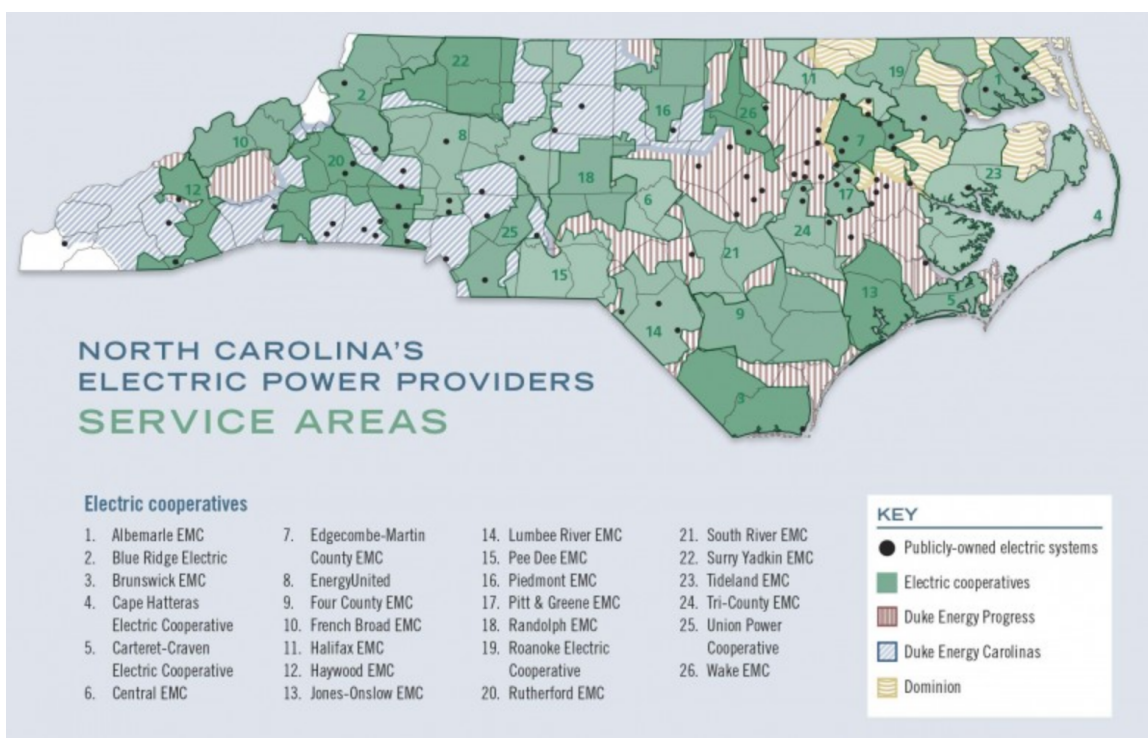 22
2
8
10
20
12
16
26
11
19
1
7
18
6
17
23
4
24
25
15
21
13
5
9
14
3
NORTH CAROLINA'S
ELECTRIC POWER PROVIDERS
SERVICE AREAS
Electric cooperatives
1. Albemarle EMC
2. Blue Ridge Electric
3. Brunswick EMC
4. Cape Hatteras
Electric Cooperative
5. Carteret-Craven
Electric Cooperative
6. Central EMC
7. Edgecombe-Martin
County EMC
8. EnergyUnited
9. Four County EMC
10. French Broad EMC
11. Halifax EMC
12. Haywood EMC
13. Jones-Onslow EMC
14. Lumbee River EMC
15. Pee Dee EMC
16. Piedmont EMC
17. Pitt & Greene EMC
18. Randolph EMC
19. Roanoke Electric
Cooperative
20. Rutherford EMC
21. South River EMC
22. Surry Yadkin EMC
23. Tideland EMC
24. Tri-County EMC
25. Union Power
Cooperative
26. Wake EMC
KEY
Publicly-owned electric systems
Electric cooperatives
Duke Energy Progress
Duke Energy Carolinas
Dominion